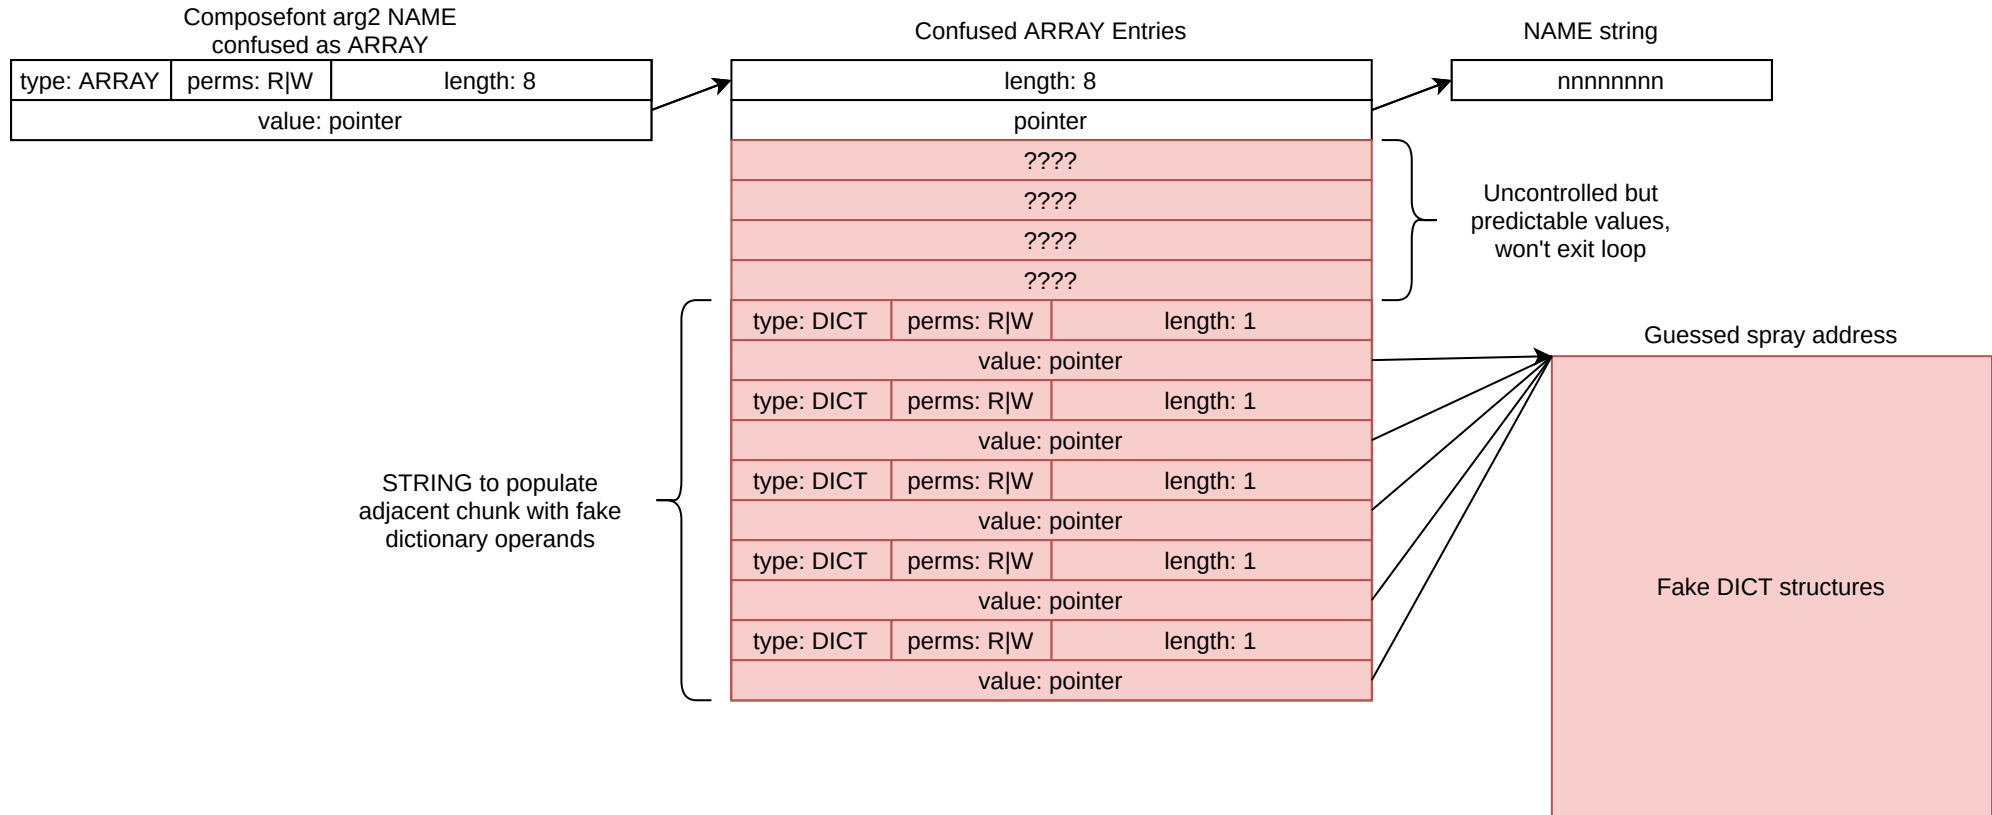 Composefont arg2 NAME
confused as ARRAY
Confused ARRAY Entries
NAME string
type: ARRAY perms: R|W length: 8
value: pointer
length: 8
pointer
nnnnnnnn
????
????
????
????
Uncontrolled but
predictable values,
won't exit loop
type: DICT perms: R|W length: 1
value: pointer
type: DICT perms: R|W length: 1
value: pointer
type: DICT perms: R|W length: 1
value: pointer
type: DICT perms: R|W length: 1
value: pointer
type: DICT perms: R|W length: 1
value: pointer
STRING to populate
adjacent chunk with fake
dictionary operands
Guessed spray address
Fake DICT structures